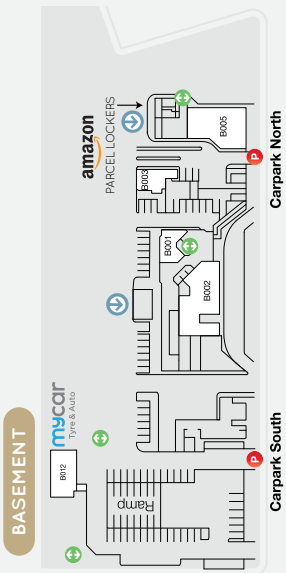 BASEMENT
amazon
PARCEL LOCKERS
B005
B003
B001
B002
P
Carpark North
mycar
Tyre & Auto
B012
Ramp
P
Carpark South